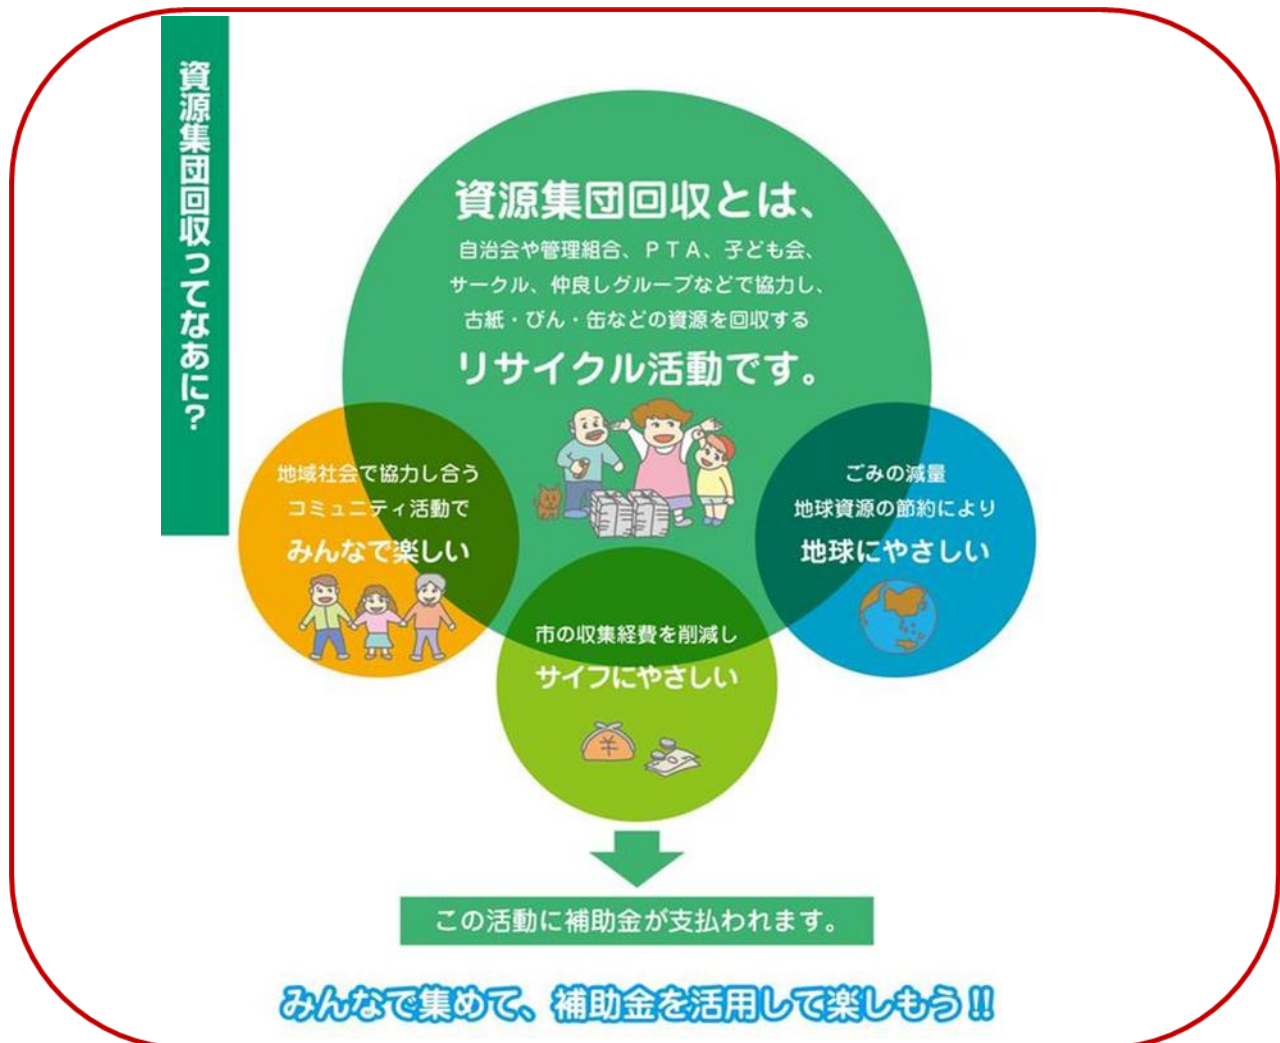 資源集団回収ってなあに？
資源集団回収とは、
自治会や管理組合、ＰＴＡ、子ども会、
サークル、仲良しグループなどで協力し、
古紙・びん・缶などの資源を回収する
リサイクル活動です。
地域社会で協力し合う
コミュニティ活動で
みんなで楽しい
ごみの減量
地球資源の節約により
地球にやさしい
市の収集経費を削減し
サイフにやさしい
この活動に補助金が支払われます。
みんなで集めて、補助金を活用して楽しもう!!